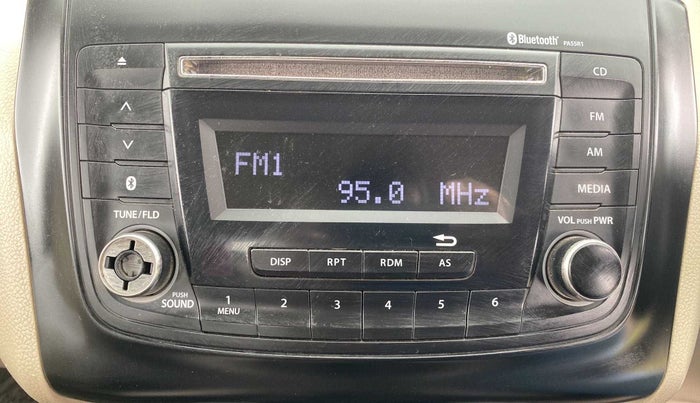 Bluetooth PA55R1
CD
FM
AM
MEDIA
FM1
95.0 MHz
TUNE/FLD
VOL PUSH PWR
DISP RPT RDM AS
PUSH
SOUND
1 2 3 4 5 6
MENU